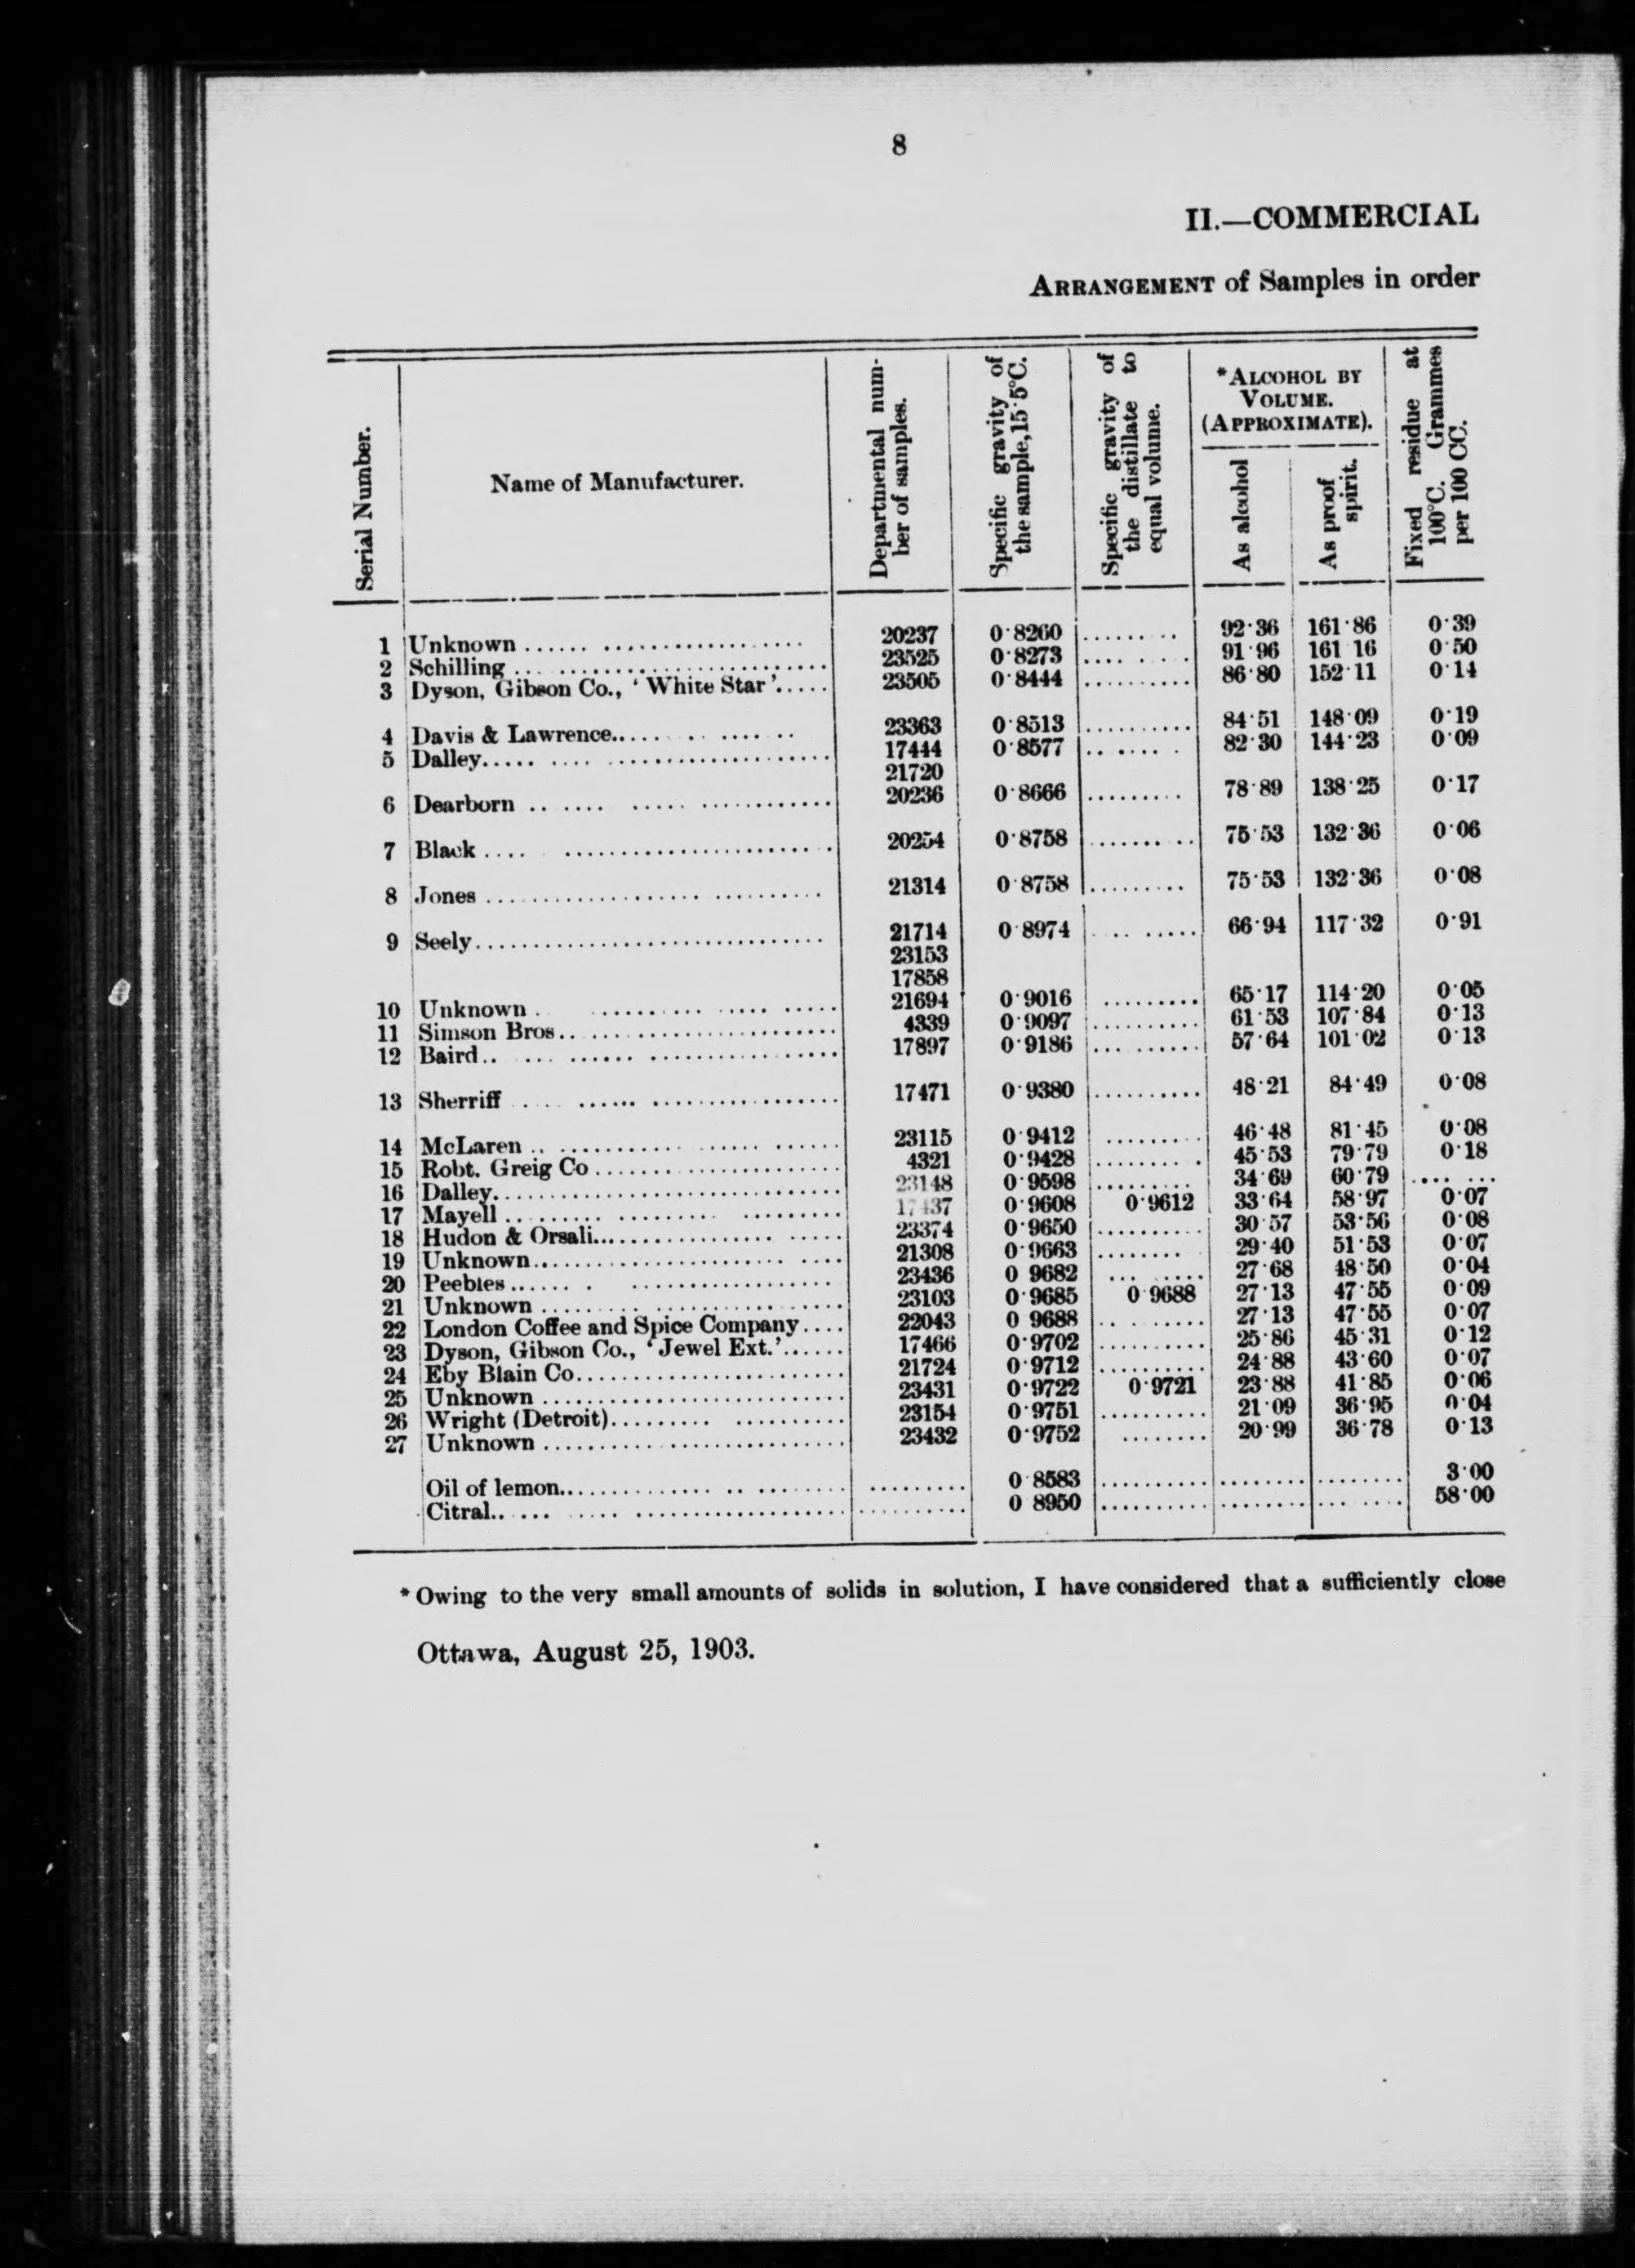 8
II.—COMMERCIAL
ARRANGEMENT of Samples in order
Serial Number.
Name of Manufacturer.
Departmental number of samples.
Specific gravity of the sample, 15·5°C.
Specific gravity of the distillate to equal volume.
*ALCOHOL BY VOLUME. (APPROXIMATE).
As alcohol
As proof spirit.
Fixed residue at 100°C. Grammes per 100 CC.
1 Unknown 20237 0·8260 92·36 161·86 0·39
2 Schilling 23525 0·8273 91·96 161 16 0·50
3 Dyson, Gibson Co., ‘White Star’ 23505 0·8444 86·80 152·11 0·14
4 Davis & Lawrence 23363 0·8513 84·51 148·09 0·19
5 Dalley 17444 0·8577 82·30 144·23 0·09
21720
6 Dearborn 20236 0·8666 78·89 138·25 0·17
7 Black 20254 0·8758 75·53 132·36 0·06
8 Jones 21314 0·8758 75·53 132·36 0·08
9 Seely 21714 0·8974 66·94 117·32 0·91
23153
17858
10 Unknown 21694 0·9016 65·17 114·20 0·05
11 Simson Bros 4339 0·9097 61·53 107·84 0·13
12 Baird 17897 0·9186 57·64 101·02 0·13
13 Sherriff 17471 0·9380 48·21 84·49 0·08
14 McLaren 23115 0·9412 46·48 81·45 0·08
15 Robt. Greig Co 4321 0·9428 45·53 79·79 0·18
16 Dalley 23148 0·9598 34·69 60·79
17 Mayell 17437 0·9608 0·9612 33·64 58·97 0·07
18 Hudon & Orsali 23374 0·9650 30·57 53·56 0·08
19 Unknown 21308 0·9663 29·40 51·53 0·07
20 Peebles 23436 0 9682 27·68 48·50 0·04
21 Unknown 23103 0·9685 0 9688 27·13 47·55 0·09
22 London Coffee and Spice Company 22043 0 9688 27·13 47·55 0·07
23 Dyson, Gibson Co., ‘Jewel Ext.’ 17466 0·9702 25·86 45·31 0·12
24 Eby Blain Co 21724 0·9712 24·88 43·60 0·07
25 Unknown 23431 0·9722 0·9721 23·88 41·85 0·06
26 Wright (Detroit) 23154 0·9751 21·09 36·95 0·04
27 Unknown 23432 0·9752 20·99 36·78 0·13
Oil of lemon 0·8583 3·00
Citral 0 8950 58·00
* Owing to the very small amounts of solids in solution, I have considered that a sufficiently close
Ottawa, August 25, 1903.